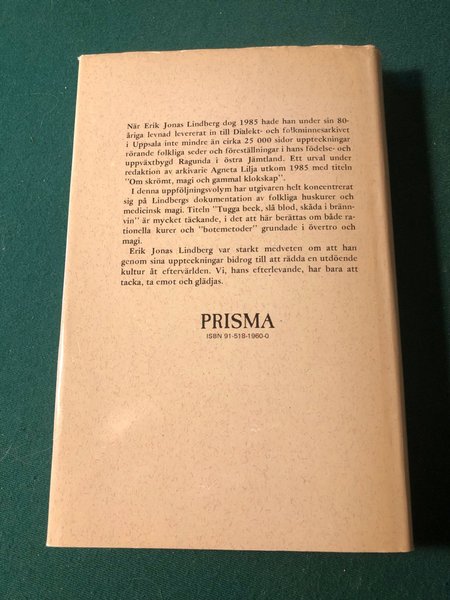 När Erik Jonas Lindberg dog 1985 hade han under sin 80-
åriga levnad levererat in till Dialekt- och folkminnesarkivet
i Uppsala inte mindre än cirka 25 000 sidor uppteckningar
rörande folkliga seder och föreställningar i hans födelse- och
uppväxtbygd Ragunda i östra Jämtland. Ett urval under
redaktion av arkivarie Agneta Lilja utkom 1985 med titeln
"Om skrömt, magi och gammal klokskap".
I denna uppföljningsvolym har utgivaren helt koncentrerat
sig på Lindbergs dokumentation av folkliga huskurer och
medicinsk magi. Titeln "Tugga beck, slå blod, skåda i bränn-
vin" är mycket täckande, i det att här berättas om både ra-
tionella kurer och "botemetoder" grundade i övertro och
magi.
Erik Jonas Lindberg var starkt medveten om att han
genom sina uppteckningar bidrog till att rädda en utdöende
kultur åt eftervärlden. Vi, hans efterlevande, har bara att
tacka, ta emot och glädjas.
PRISMA
ISBN 91-518-1960-0